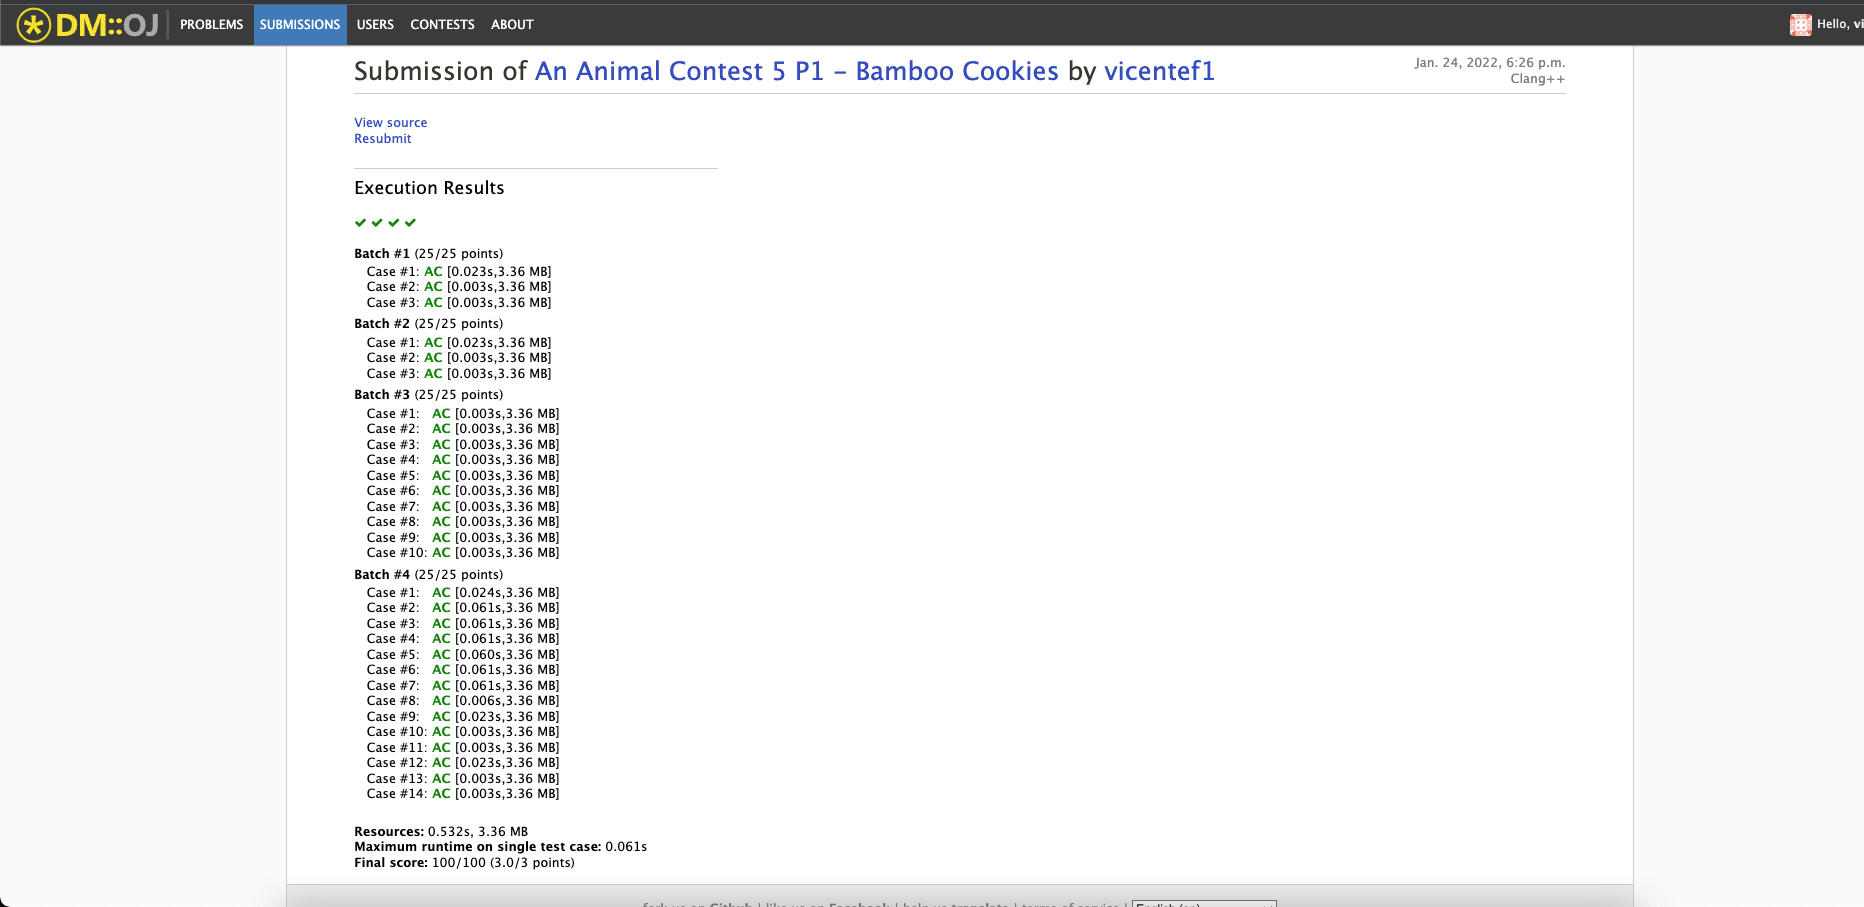 DM::OJ PROBLEMS SUBMISSIONS USERS CONTESTS ABOUT Hello, vi
Submission of An Animal Contest 5 P1 – Bamboo Cookies by vicentef1
Jan. 24, 2022, 6:26 p.m.
Clang++
View source
Resubmit
Execution Results
Batch #1 (25/25 points)
Case #1: AC [0.023s,3.36 MB]
Case #2: AC [0.003s,3.36 MB]
Case #3: AC [0.003s,3.36 MB]
Batch #2 (25/25 points)
Case #1: AC [0.023s,3.36 MB]
Case #2: AC [0.003s,3.36 MB]
Case #3: AC [0.003s,3.36 MB]
Batch #3 (25/25 points)
Case #1: AC [0.003s,3.36 MB]
Case #2: AC [0.003s,3.36 MB]
Case #3: AC [0.003s,3.36 MB]
Case #4: AC [0.003s,3.36 MB]
Case #5: AC [0.003s,3.36 MB]
Case #6: AC [0.003s,3.36 MB]
Case #7: AC [0.003s,3.36 MB]
Case #8: AC [0.003s,3.36 MB]
Case #9: AC [0.003s,3.36 MB]
Case #10: AC [0.003s,3.36 MB]
Batch #4 (25/25 points)
Case #1: AC [0.024s,3.36 MB]
Case #2: AC [0.061s,3.36 MB]
Case #3: AC [0.061s,3.36 MB]
Case #4: AC [0.061s,3.36 MB]
Case #5: AC [0.060s,3.36 MB]
Case #6: AC [0.061s,3.36 MB]
Case #7: AC [0.061s,3.36 MB]
Case #8: AC [0.006s,3.36 MB]
Case #9: AC [0.023s,3.36 MB]
Case #10: AC [0.003s,3.36 MB]
Case #11: AC [0.003s,3.36 MB]
Case #12: AC [0.023s,3.36 MB]
Case #13: AC [0.003s,3.36 MB]
Case #14: AC [0.003s,3.36 MB]
Resources: 0.532s, 3.36 MB
Maximum runtime on single test case: 0.061s
Final score: 100/100 (3.0/3 points)
fork us on Github | like us on Facebook | help us translate | terms of service | English (en)